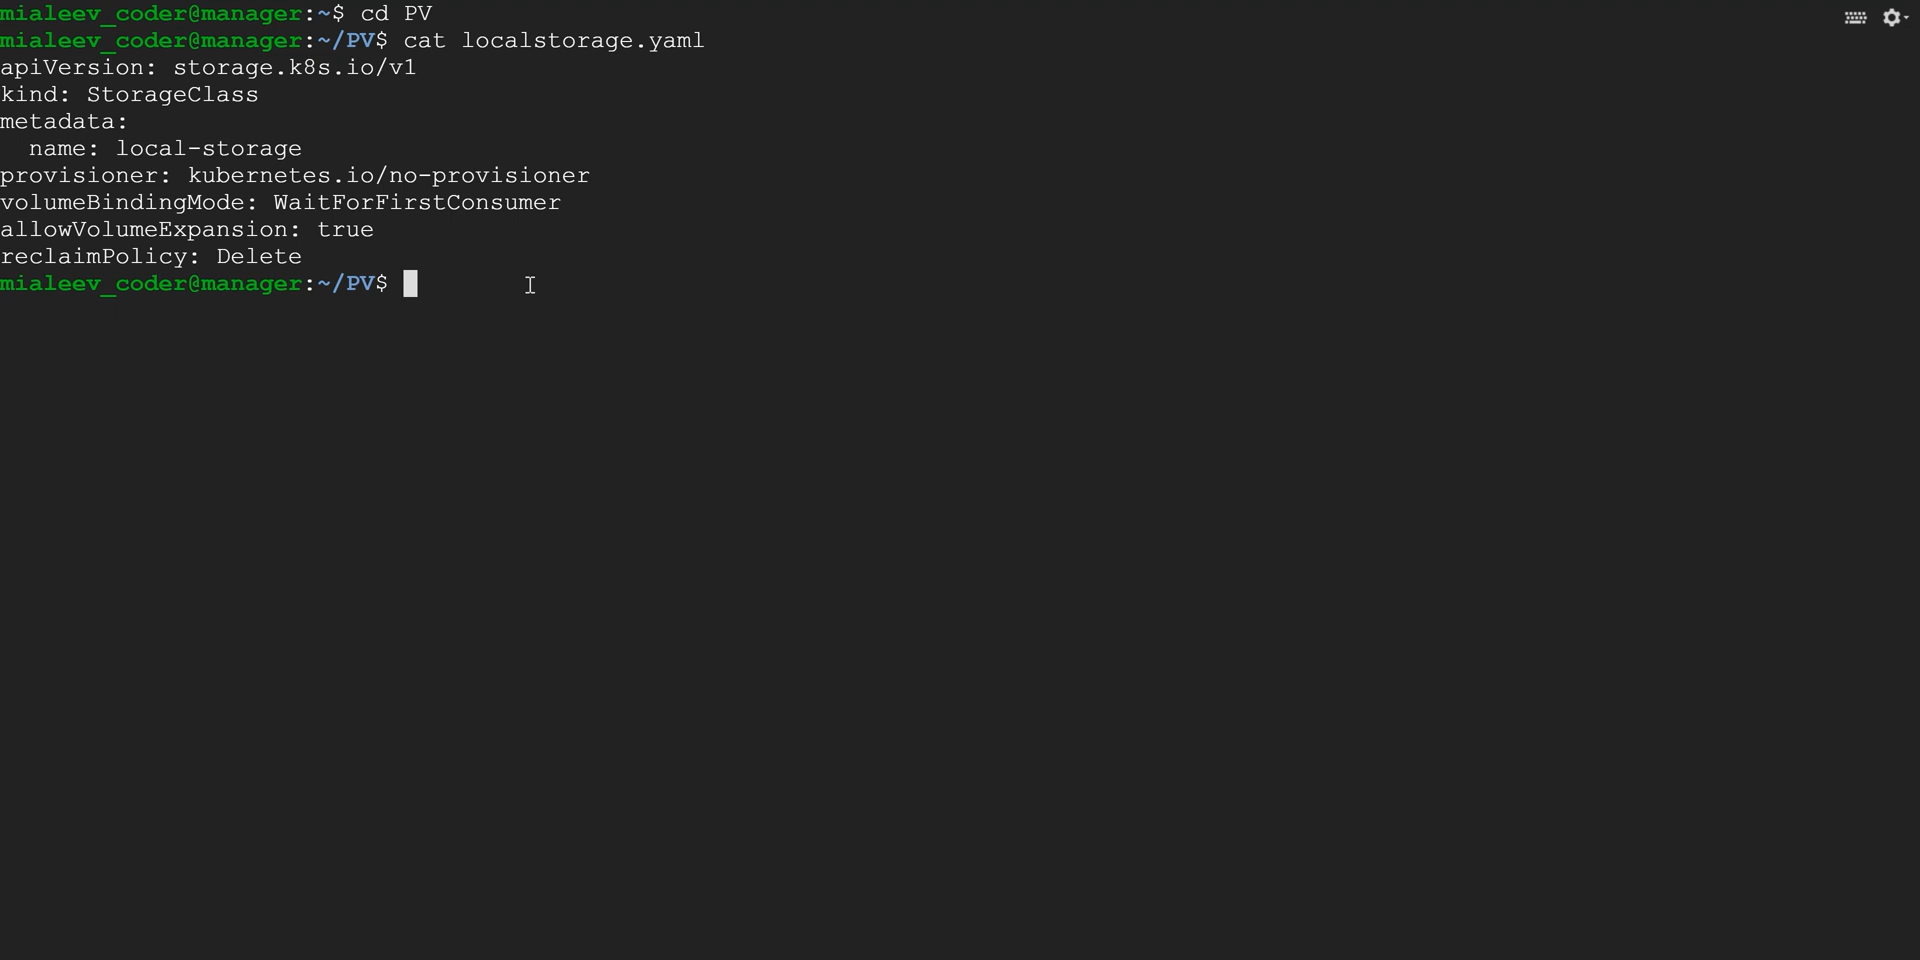 mialeev_coder@manager:~$ cd PV
mialeev_coder@manager:~/PV$ cat localstorage.yaml
apiVersion: storage.k8s.io/v1
kind: StorageClass
metadata:
  name: local-storage
provisioner: kubernetes.io/no-provisioner
volumeBindingMode: WaitForFirstConsumer
allowVolumeExpansion: true
reclaimPolicy: Delete
mialeev_coder@manager:~/PV$